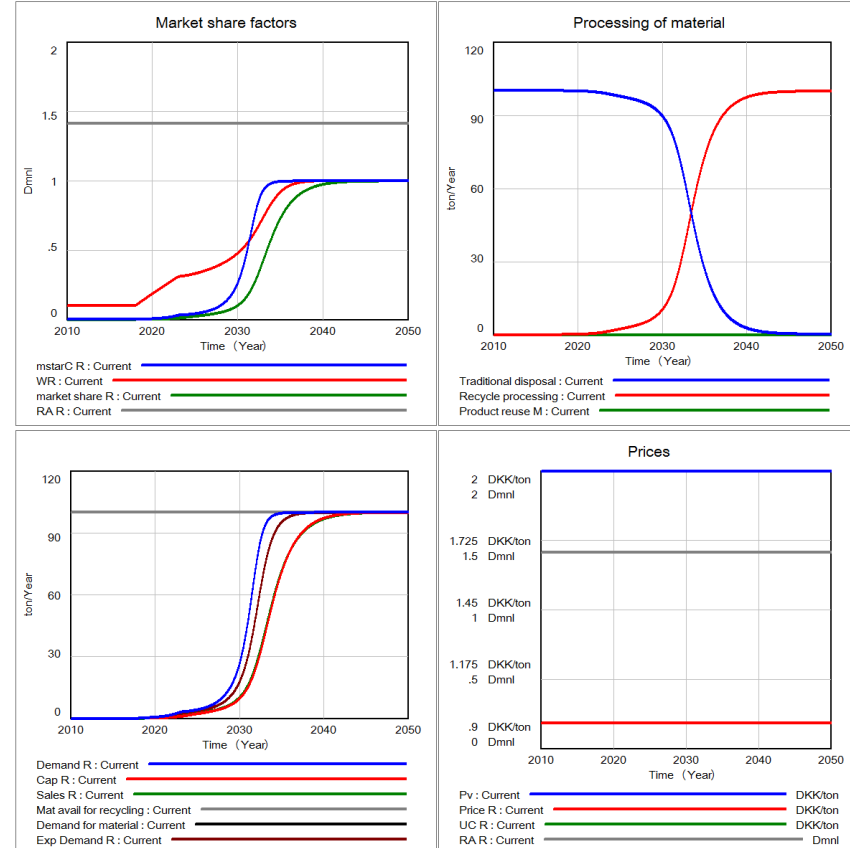 Market share factors
2
1.5
1
.5
0
Dmnl
2010 2020 2030 2040 2050
Time (Year)
mstarC R : Current
WR : Current
market share R : Current
RA R : Current
Processing of material
120
90
60
30
0
ton/Year
2010 2020 2030 2040 2050
Time (Year)
Traditional disposal : Current
Recycle processing : Current
Product reuse M : Current
120
90
60
30
0
ton/Year
2010 2020 2030 2040 2050
Time (Year)
Demand R : Current
Cap R : Current
Sales R : Current
Mat avail for recycling : Current
Demand for material : Current
Exp Demand R : Current
Prices
2 DKK/ton
2 Dmnl
1.725 DKK/ton
1.5 Dmnl
1.45 DKK/ton
1 Dmnl
1.175 DKK/ton
.5 Dmnl
.9 DKK/ton
0 Dmnl
2010 2020 2030 2040 2050
Time (Year)
Pv : Current DKK/ton
Price R : Current DKK/ton
UC R : Current DKK/ton
RA R : Current Dmnl